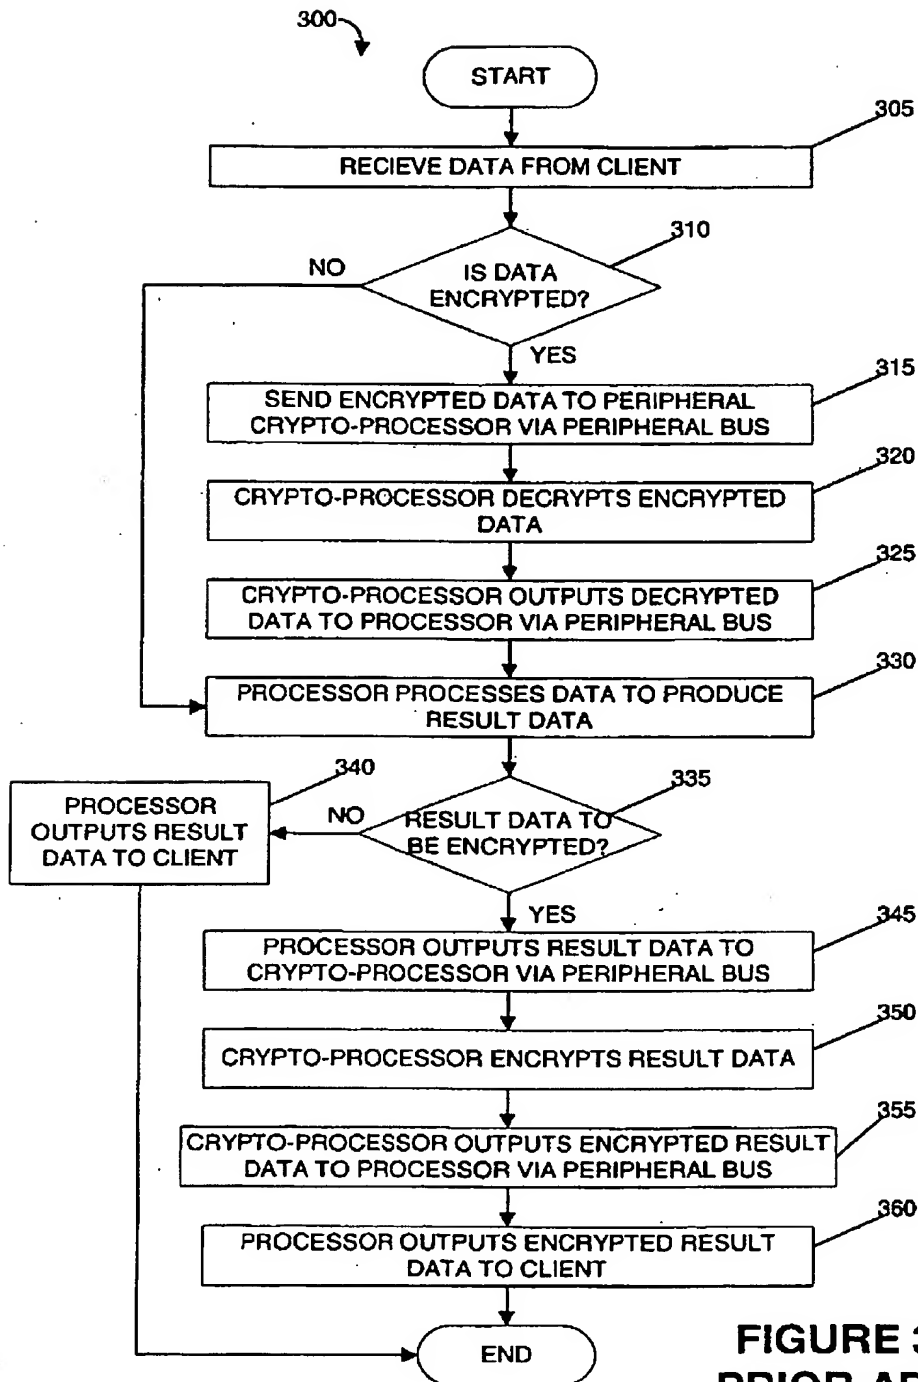 300
START
305
RECIEVE DATA FROM CLIENT
310
NO
IS DATA
ENCRYPTED?
YES
315
SEND ENCRYPTED DATA TO PERIPHERAL
CRYPTO-PROCESSOR VIA PERIPHERAL BUS
320
CRYPTO-PROCESSOR DECRYPTS ENCRYPTED
DATA
325
CRYPTO-PROCESSOR OUTPUTS DECRYPTED
DATA TO PROCESSOR VIA PERIPHERAL BUS
330
PROCESSOR PROCESSES DATA TO PRODUCE
RESULT DATA
340
PROCESSOR
OUTPUTS RESULT
DATA TO CLIENT
335
NO
RESULT DATA TO
BE ENCRYPTED?
YES
345
PROCESSOR OUTPUTS RESULT DATA TO
CRYPTO-PROCESSOR VIA PERIPHERAL BUS
350
CRYPTO-PROCESSOR ENCRYPTS RESULT DATA
355
CRYPTO-PROCESSOR OUTPUTS ENCRYPTED RESULT
DATA TO PROCESSOR VIA PERIPHERAL BUS
360
PROCESSOR OUTPUTS ENCRYPTED RESULT
DATA TO CLIENT
END
FIGURE 3
PRIOR